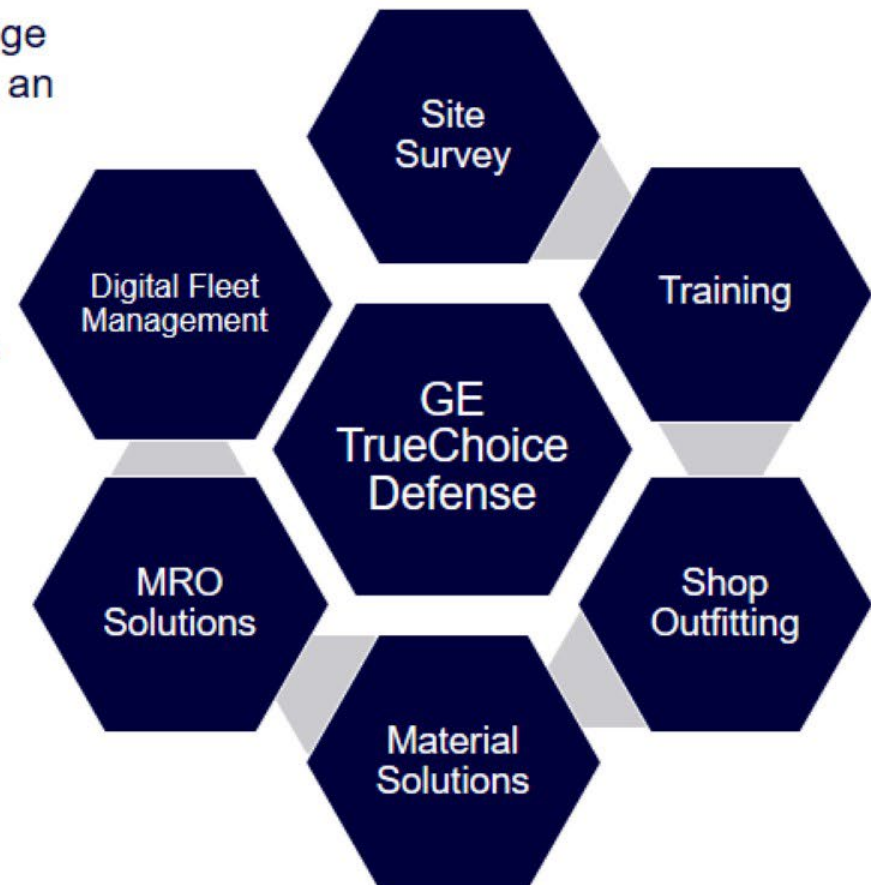 ge
an
Site
Survey
Digital Fleet
Management
Training
GE
TrueChoice
Defense
MRO
Solutions
Shop
Outfitting
Material
Solutions